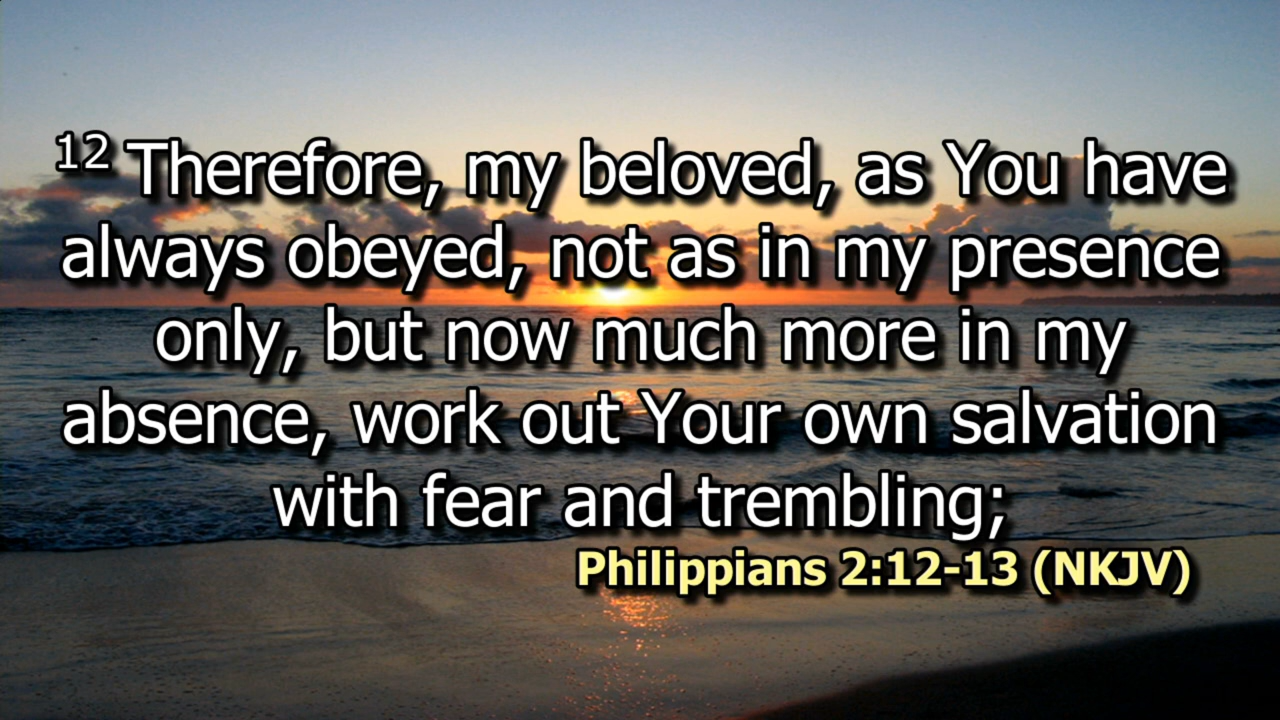 12 Therefore, my beloved, as You have
always obeyed, not as in my presence
only, but now much more in my
absence, work out Your own salvation
with fear and trembling;
Philippians 2:12-13 (NKJV)